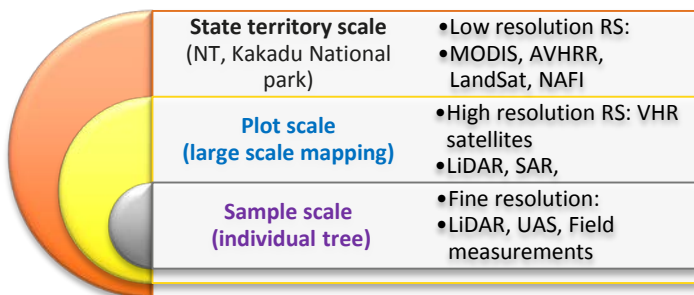 State territory scale
(NT, Kakadu National
park)
•Low resolution RS:
•MODIS, AVHRR,
LandSat, NAFI
Plot scale
(large scale mapping)
•High resolution RS: VHR
satellites
•LiDAR, SAR,
Sample scale
(individual tree)
•Fine resolution:
•LiDAR, UAS, Field
measurements